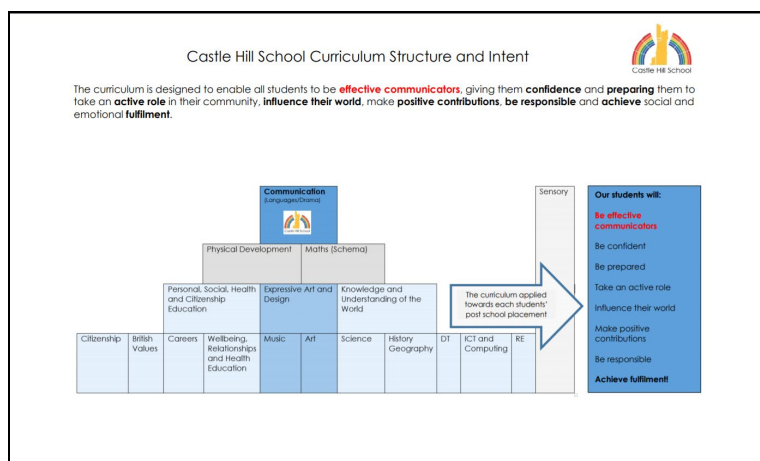 Castle Hill School Curriculum Structure and Intent
Castle Hill School
The curriculum is designed to enable all students to be effective communicators, giving them confidence and preparing them to
take an active role in their community, influence their world, make positive contributions, be responsible and achieve social and
emotional fulfilment.
Communication
(Languages/Drama)
Castle Hill School
Sensory
Physical Development
Maths (Schema)
Personal, Social, Health
and Citizenship
Education
Expressive Art and
Design
Knowledge and
Understanding of the
World
Citizenship
British
Values
Careers
Wellbeing,
Relationships
and Health
Education
Music
Art
Science
History
Geography
DT
ICT and
Computing
RE
The curriculum applied
towards each students'
post school placement
Our students will:
Be effective
communicators
Be confident
Be prepared
Take an active role
Influence their world
Make positive
contributions
Be responsible
Achieve fulfilment!